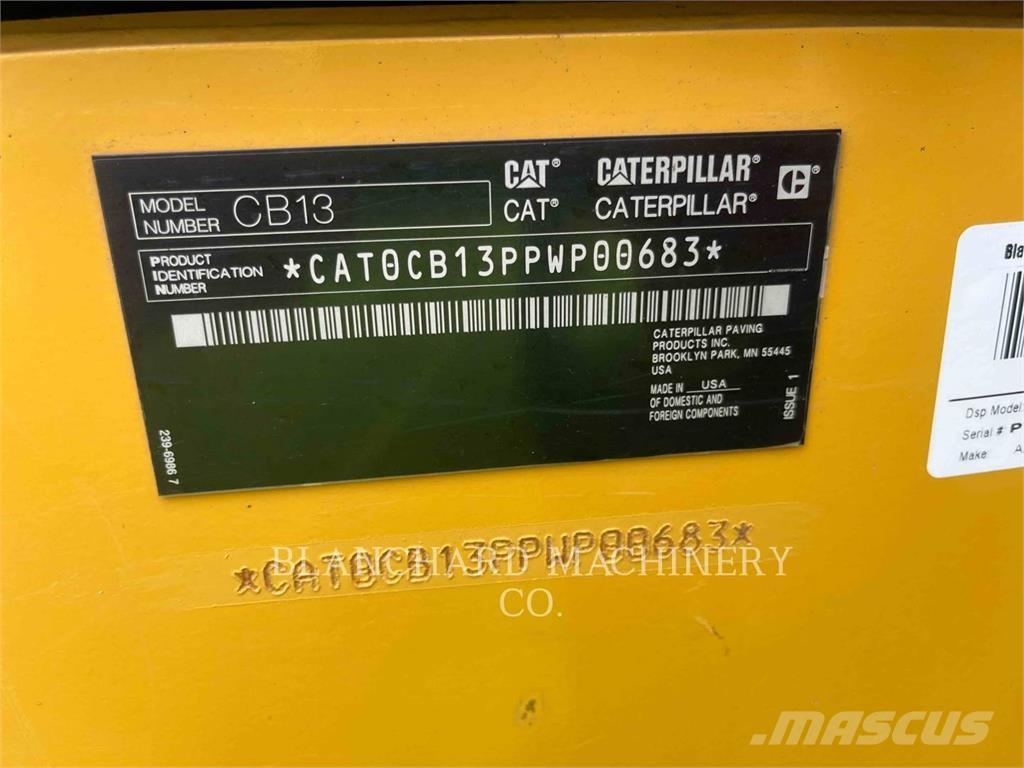 CAT® CATERPILLAR®
CAT® CATERPILLAR®
MODEL NUMBER CB13
PRODUCT IDENTIFICATION NUMBER *CAT0CB13PPWP00683*
CATERPILLAR PAVING
PRODUCTS INC.
BROOKLYN PARK, MN 55445
USA
MADE IN USA
OF DOMESTIC AND
FOREIGN COMPONENTS
ISSUE 1
239-6986 7
*CAT0CB13PPWP00683*
BLANCHARD MACHINERY
CO.
Bla
Dsp Model:
Serial #: P
Make: A
MASCUS